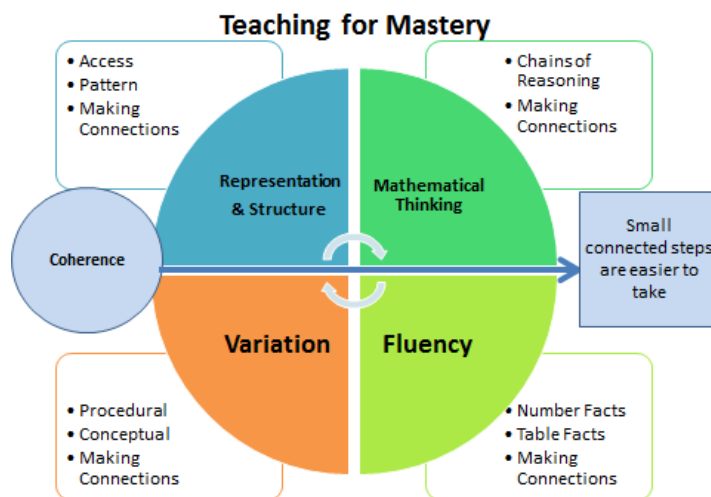 Teaching for Mastery
• Access
• Pattern
• Making
Connections
• Chains of
Reasoning
• Making
Connections
Representation
& Structure
Mathematical
Thinking
Coherence
Small
connected steps
are easier to
take
Variation
Fluency
• Procedural
• Conceptual
• Making
Connections
• Number Facts
• Table Facts
• Making
Connections